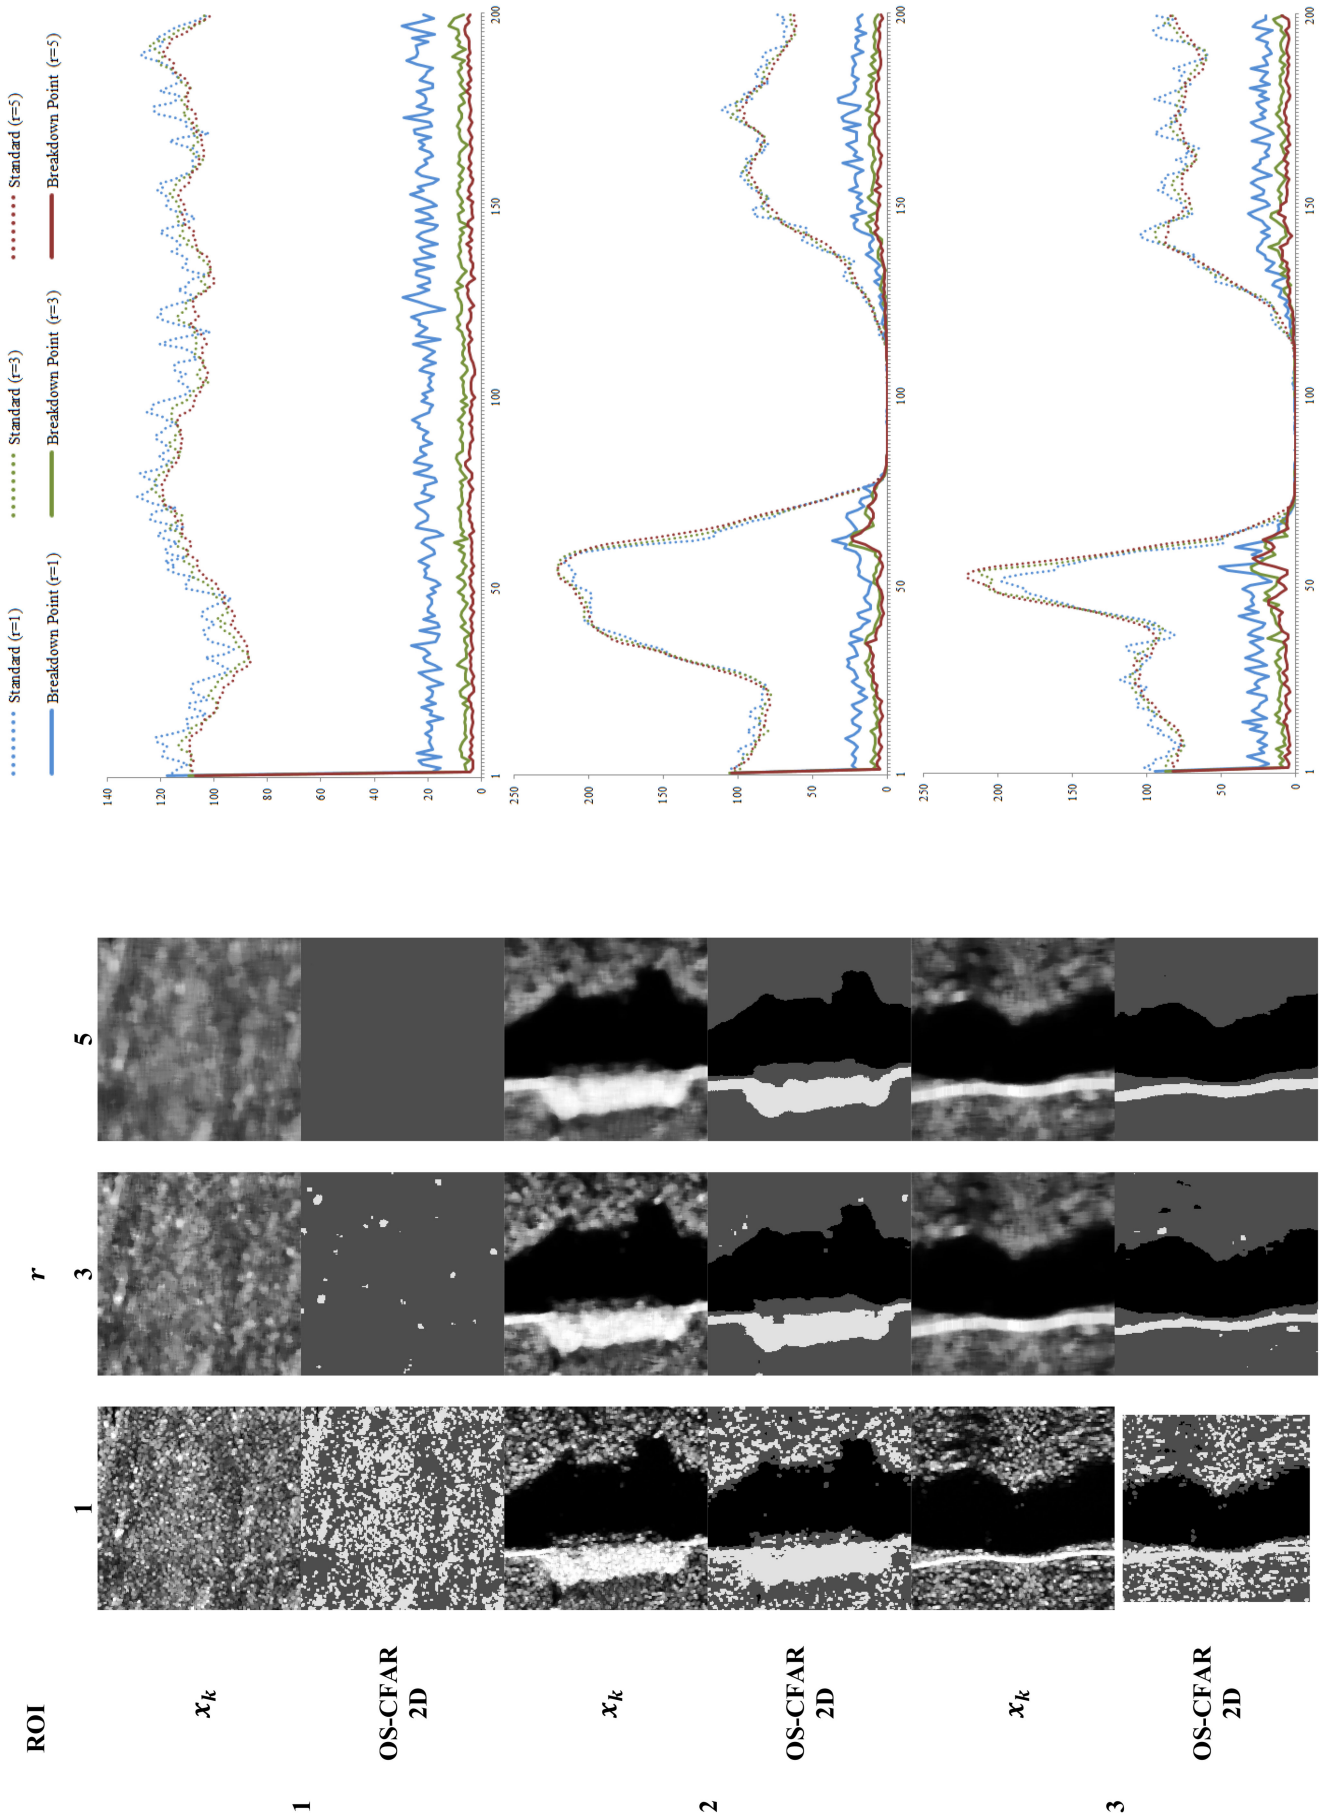 Standard (r=1) Standard (r=3) Standard (r=5)
ROI r
Breakdown Point (r=1) Breakdown Point (r=3) Breakdown Point (r=5)
1 3 5
1
x_k
OS-CFAR
2D
140
120
100
80
60
40
20
0
1 50 100 150 200
2
x_k
OS-CFAR
2D
250
200
150
100
50
0
1 50 100 150 200
3
x_k
OS-CFAR
2D
250
200
150
100
50
0
1 50 100 150 200